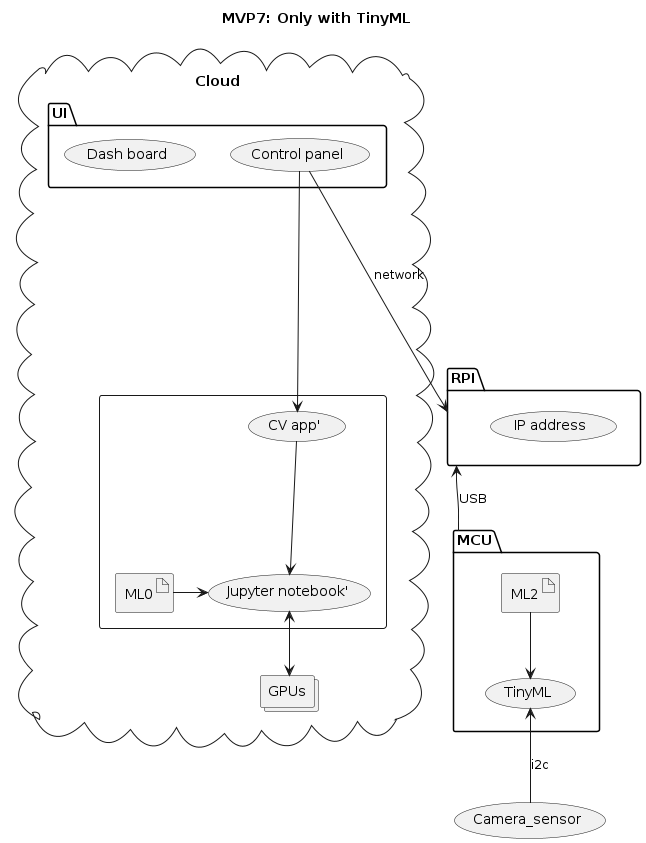 MVP7: Only with TinyML
Cloud
UI
Dash board
Control panel
network
RPI
IP address
CV app'
USB
MCU
ML0
Jupyter notebook'
ML2
GPUs
TinyML
i2c
Camera_sensor